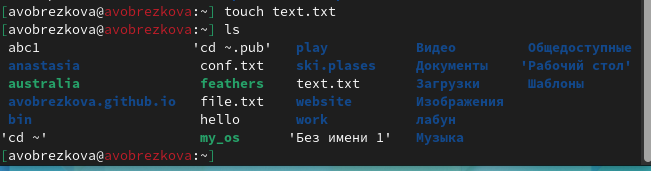 [avobrezkova@avobrezkova:~] touch text.txt
[avobrezkova@avobrezkova:~] ls
abc1 'cd ~.pub' play Видео Общедоступные
anastasia conf.txt ski.plases Документы 'Рабочий стол'
australia feathers text.txt Загрузки Шаблоны
avobrezkova.github.io file.txt website Изображения
bin hello work лабун
'cd ~' my_os 'Без имени 1' Музыка
[avobrezkova@avobrezkova:~]